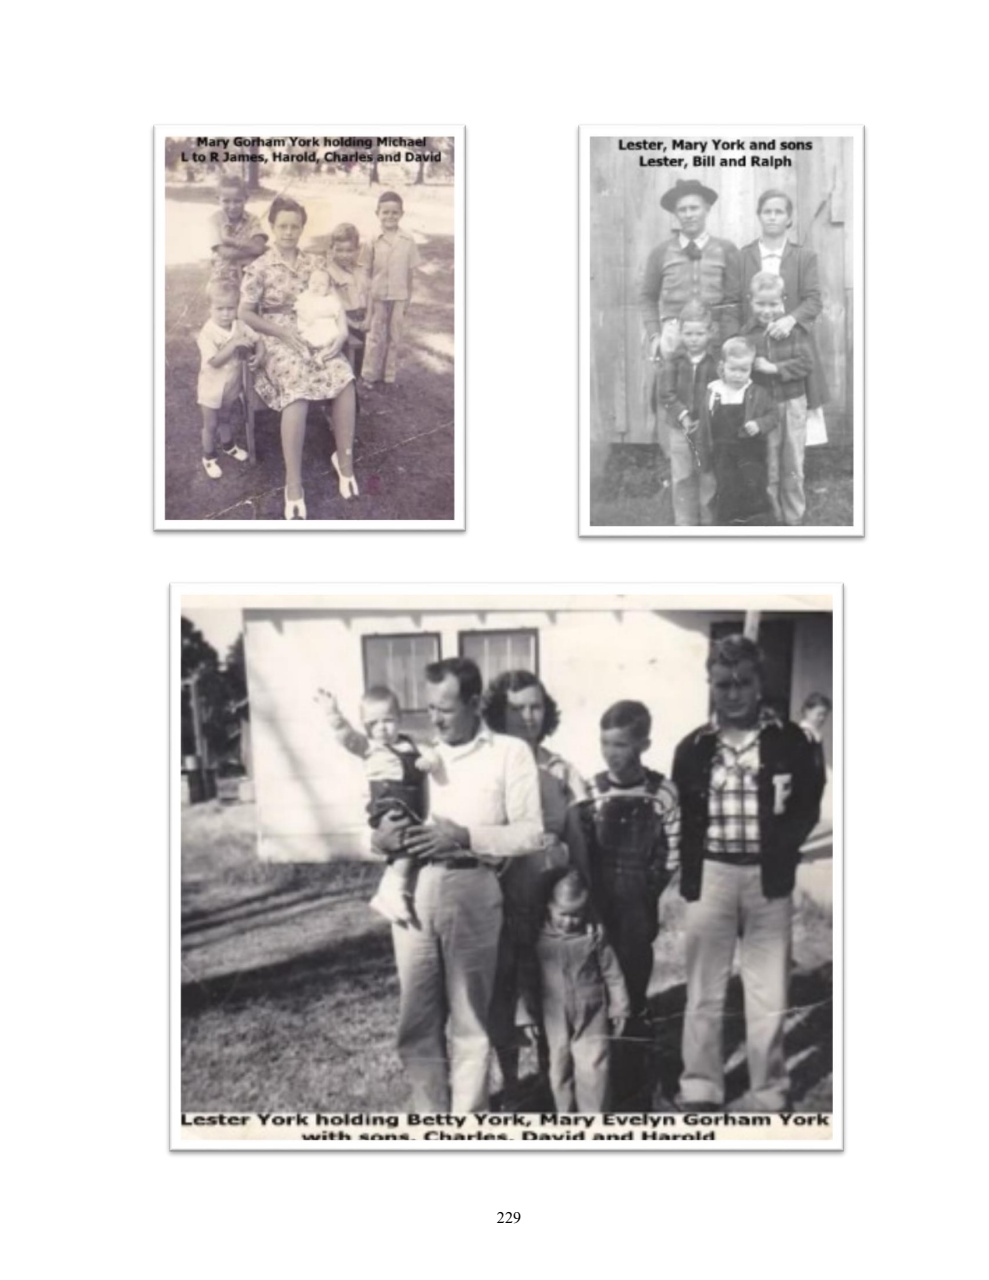 Mary Gorham York holding Michael
L to R James, Harold, Charles and David
Lester, Mary York and sons
Lester, Bill and Ralph
F
Lester York holding Betty York, Mary Evelyn Gorham York
with sons, Charles, David and Harold
229